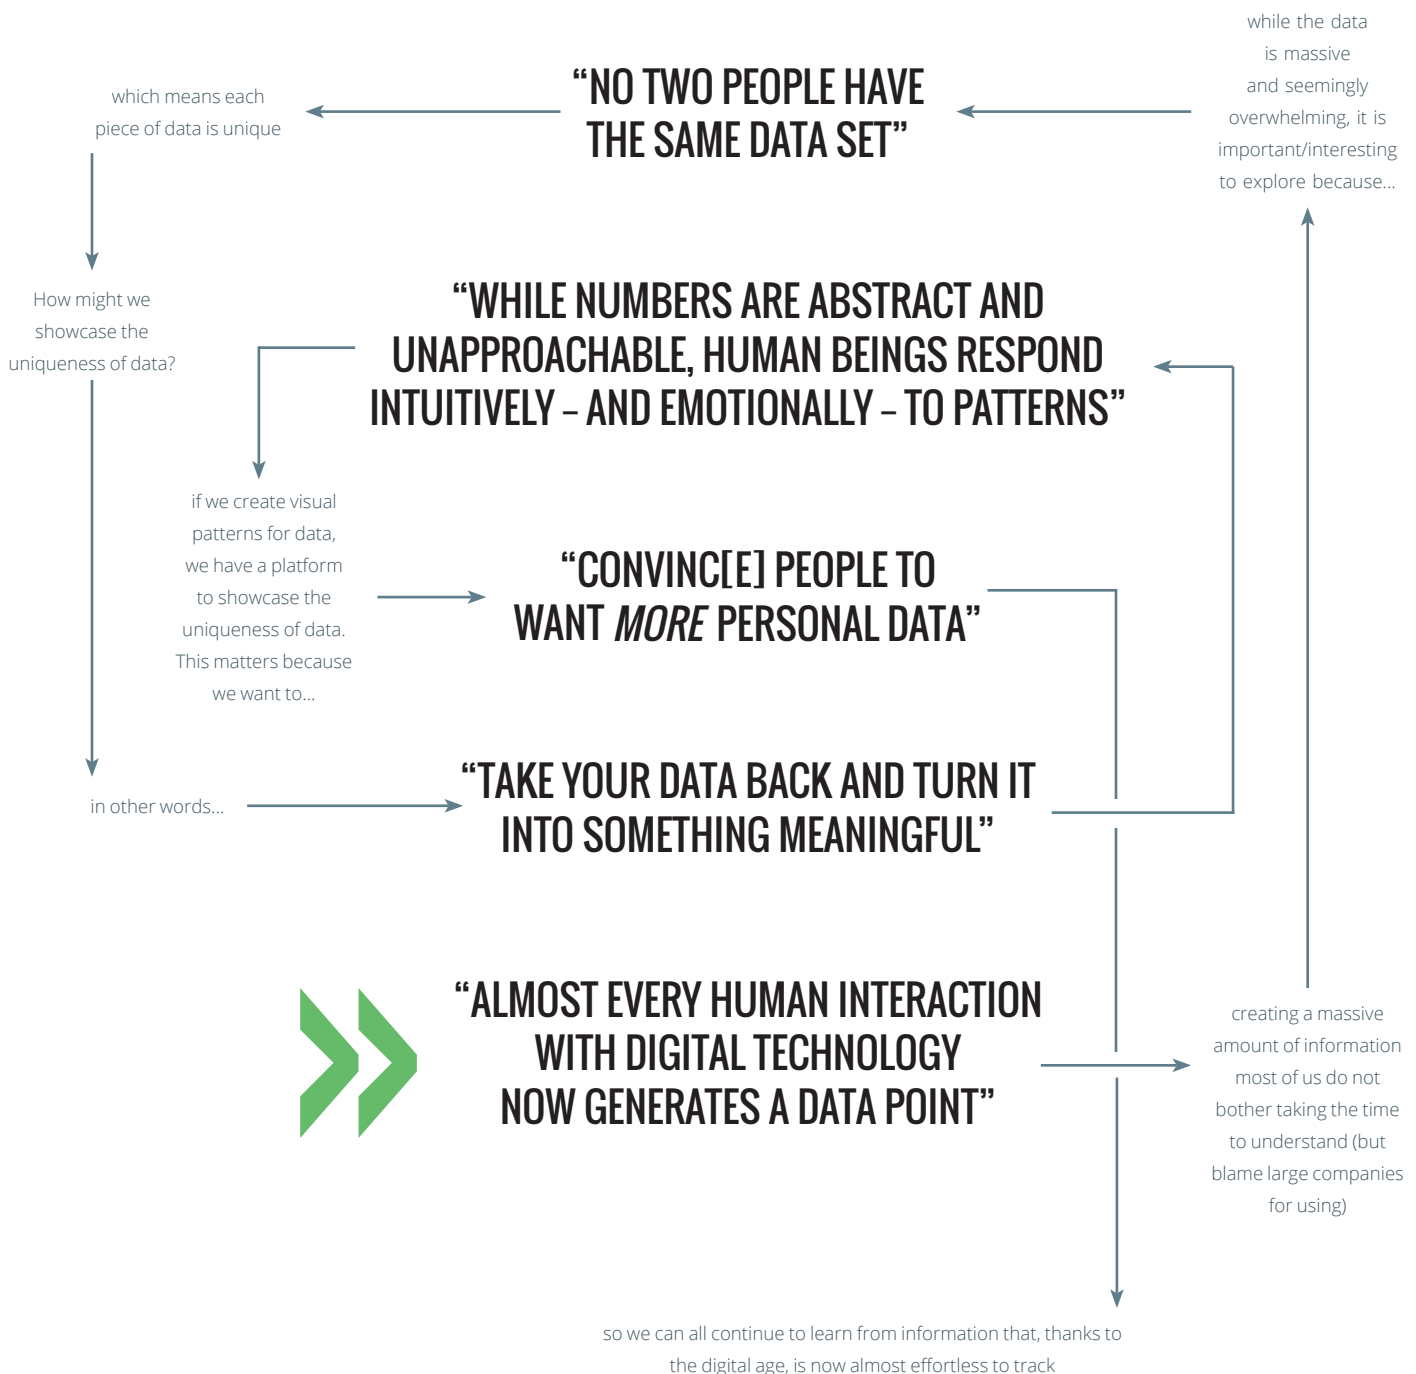 while the data
is massive
and seemingly
overwhelming, it is
important/interesting
to explore because...
“NO TWO PEOPLE HAVE
THE SAME DATA SET”
which means each
piece of data is unique
How might we
showcase the
uniqueness of data?
“WHILE NUMBERS ARE ABSTRACT AND
UNAPPROACHABLE, HUMAN BEINGS RESPOND
INTUITIVELY – AND EMOTIONALLY – TO PATTERNS”
if we create visual
patterns for data,
we have a platform
to showcase the
uniqueness of data.
This matters because
we want to...
“CONVINC[E] PEOPLE TO
WANT MORE PERSONAL DATA”
in other words...
“TAKE YOUR DATA BACK AND TURN IT
INTO SOMETHING MEANINGFUL”
“ALMOST EVERY HUMAN INTERACTION
WITH DIGITAL TECHNOLOGY
NOW GENERATES A DATA POINT”
creating a massive
amount of information
most of us do not
bother taking the time
to understand (but
blame large companies
for using)
so we can all continue to learn from information that, thanks to
the digital age, is now almost effortless to track